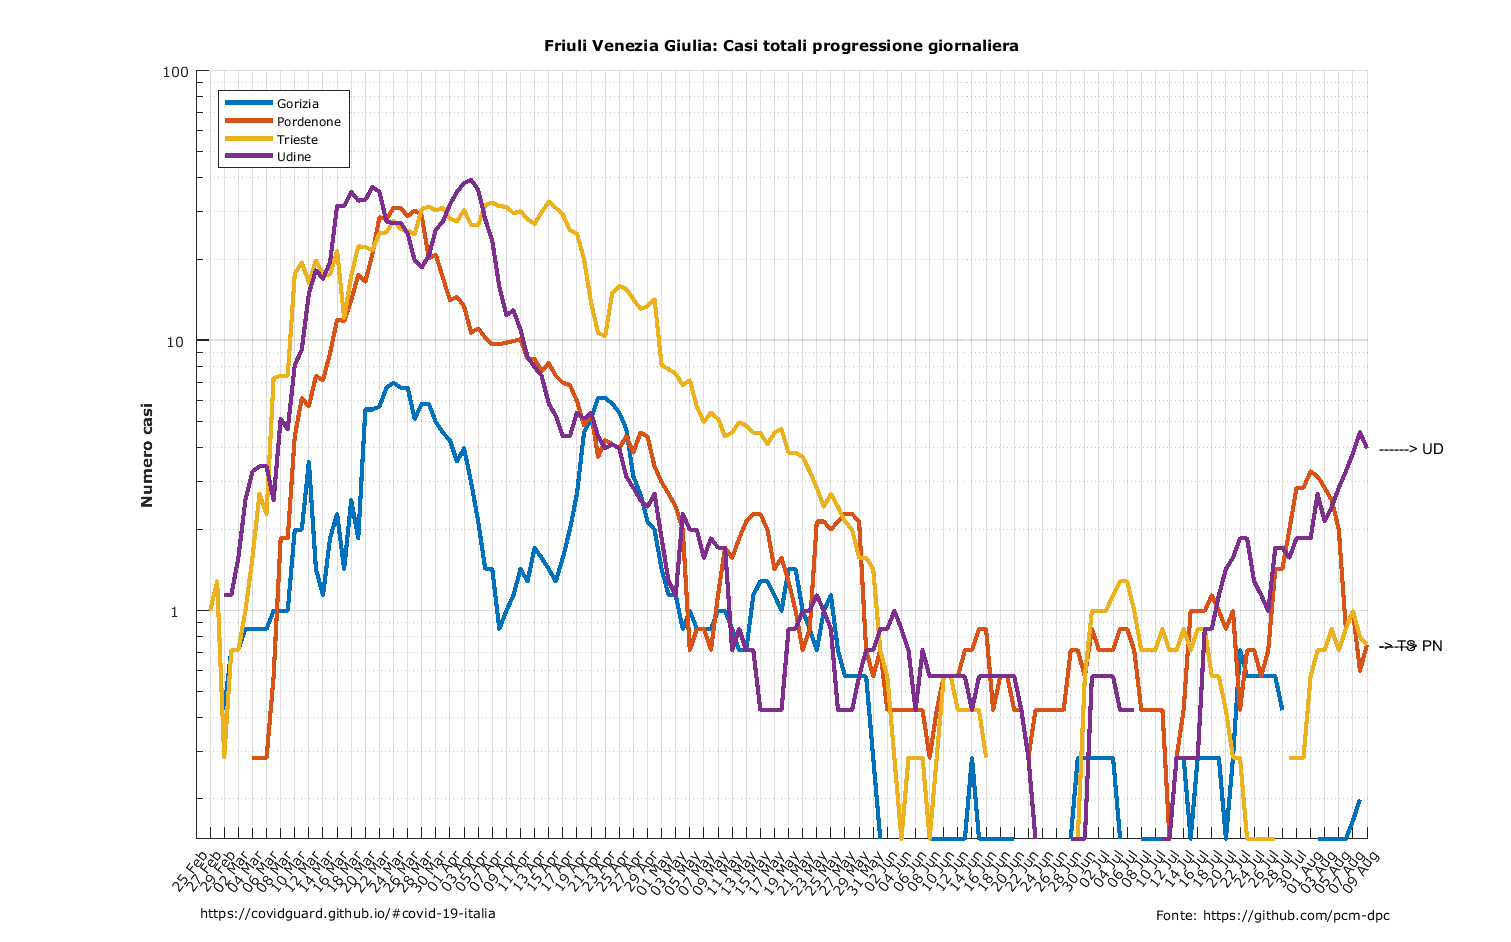 Friuli Venezia Giulia: Casi totali progressione giornaliera
100
10
1
Numero casi
Gorizia
Pordenone
Trieste
Udine
------> UD
TS PN
25 Feb
27 Feb
29 Feb
02 Mar
04 Mar
06 Mar
08 Mar
10 Mar
12 Mar
14 Mar
16 Mar
18 Mar
20 Mar
22 Mar
24 Mar
26 Mar
28 Mar
30 Mar
01 Apr
03 Apr
05 Apr
07 Apr
09 Apr
11 Apr
13 Apr
15 Apr
17 Apr
19 Apr
21 Apr
23 Apr
25 Apr
27 Apr
29 Apr
01 May
03 May
05 May
07 May
09 May
11 May
13 May
15 May
17 May
19 May
21 May
23 May
25 May
27 May
29 May
31 May
02 Jun
04 Jun
06 Jun
08 Jun
10 Jun
12 Jun
14 Jun
16 Jun
18 Jun
20 Jun
22 Jun
24 Jun
26 Jun
28 Jun
30 Jun
02 Jul
04 Jul
06 Jul
08 Jul
10 Jul
12 Jul
14 Jul
16 Jul
18 Jul
20 Jul
22 Jul
24 Jul
26 Jul
28 Jul
30 Jul
01 Aug
03 Aug
05 Aug
07 Aug
09 Aug
https://covidguard.github.io/#covid-19-italia
Fonte: https://github.com/pcm-dpc